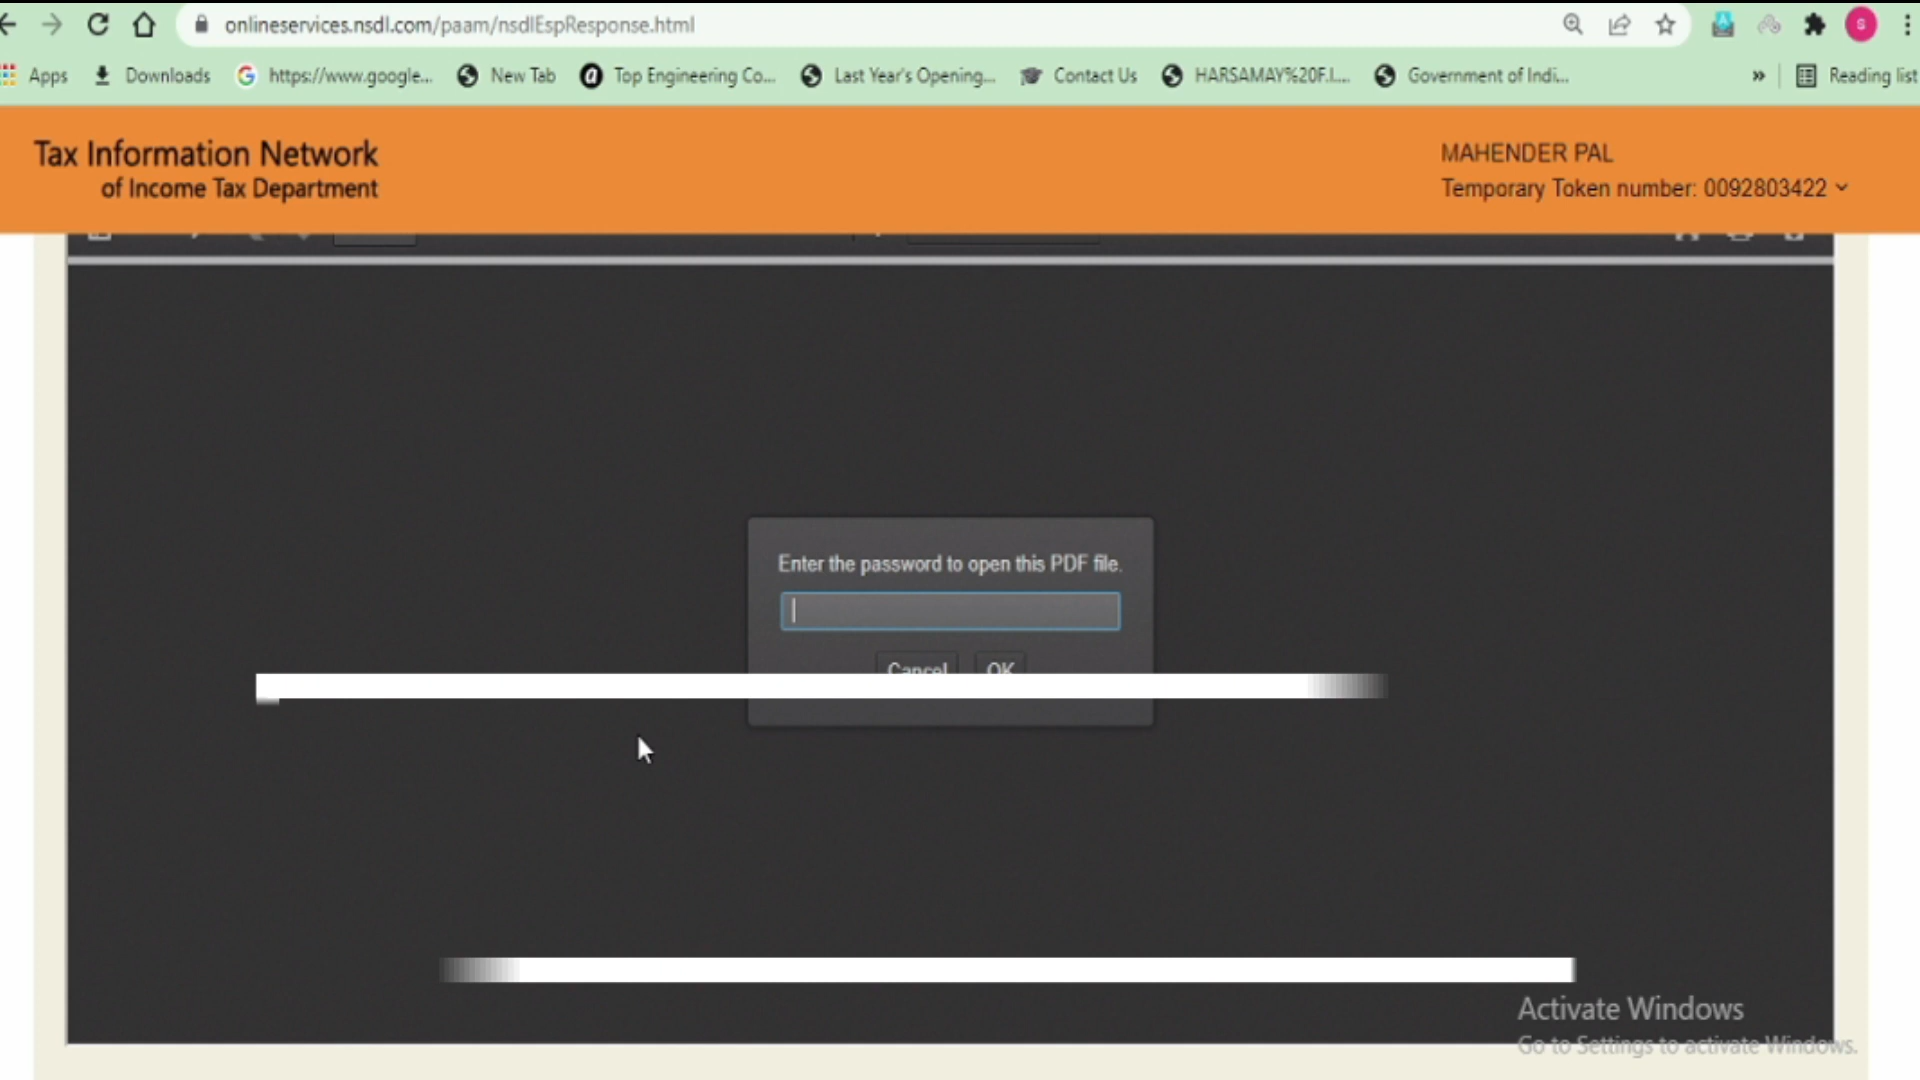 onlineservices.nsdl.com/paam/nsdlEspResponse.html
S
Apps Downloads https://www.google... New Tab Top Engineering Co... Last Year's Opening... Contact Us HARSAMAY%20F.I.... Government of Indi... » Reading list
Tax Information Network
of Income Tax Department
MAHENDER PAL
Temporary Token number: 0092803422
Enter the password to open this PDF file.
Cancel OK
Activate Windows
Go to Settings to activate Windows.